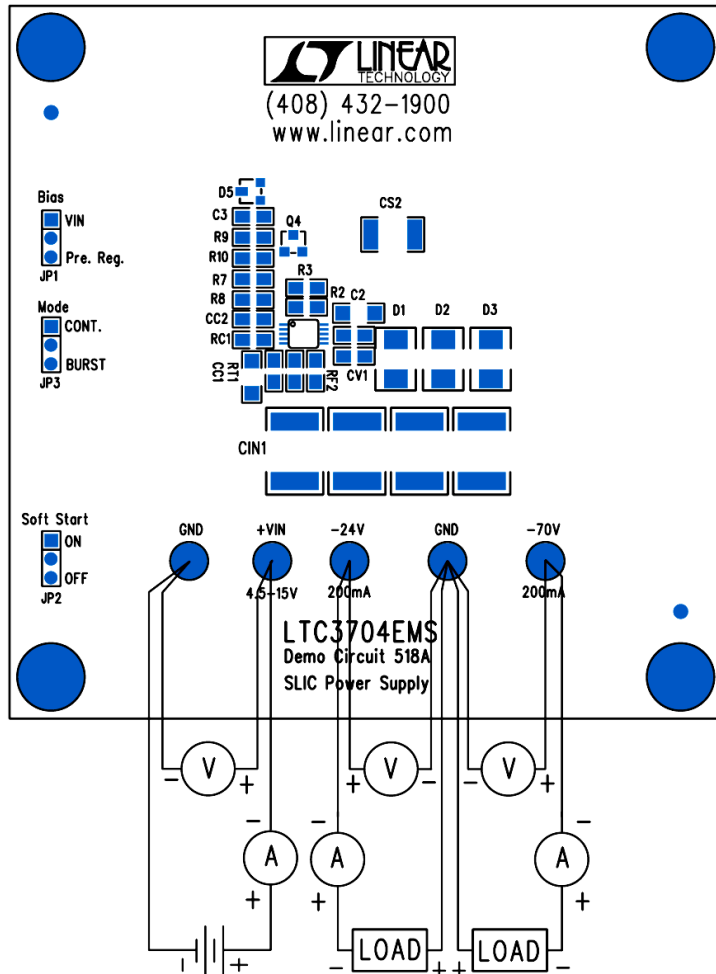 LINEAR
TECHNOLOGY
(408) 432-1900
www.linear.com
D5
C3
R9
R10
R7
R8
CC2
RC1
Q4
CS2
R3
R2
C2
D1
D2
D3
CV1
CC1
RT1
RF2
CIN1
Bias
VIN
Pre. Reg.
JP1
Mode
CONT.
BURST
JP3
Soft Start
ON
OFF
JP2
GND
+VIN
-24V
GND
-70V
4.5-15V
200mA
200mA
LTC3704EMS
Demo Circuit 518A
SLIC Power Supply
- V +
+ V -
- V +
-
A
+
-
A
+
-
A
+
- +
- LOAD +
+ LOAD -